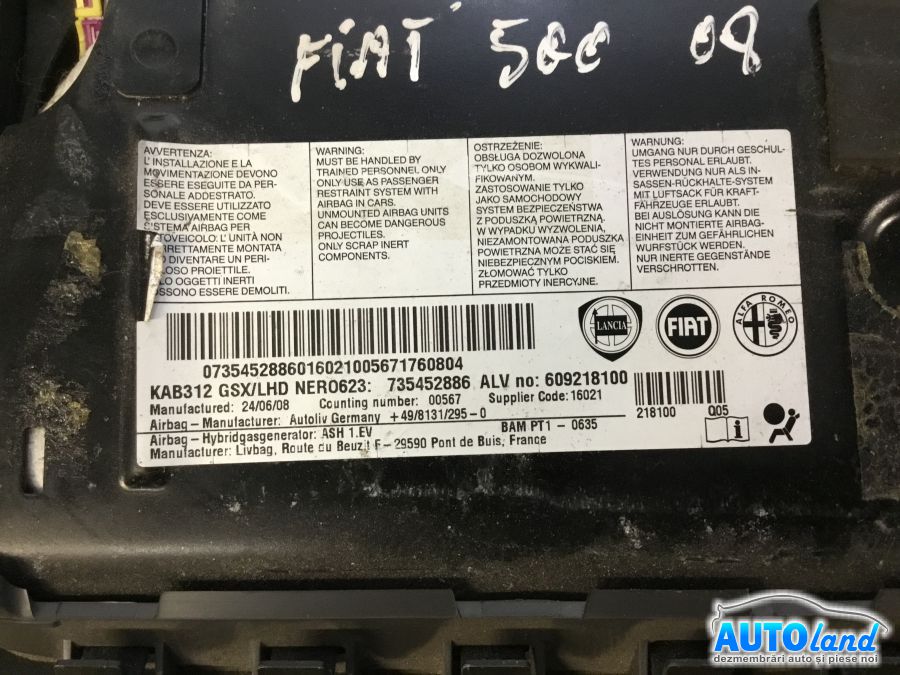 FiAT 500 08
AVVERTENZA:
L' INSTALLAZIONE E LA
MOVIMENTAZIONE DEVONO
ESSERE ESEGUITE DA PER-
SONALE ADDESTRATO.
DEVE ESSERE UTILIZZATO
ESCLUSIVAMENTE COME
SISTEMA AIRBAG PER
AUTOVEICOLO. L' UNITÀ NON
RRETTAMENTE MONTATA
O DIVENTARE UN PERI-
LOSO PROIETTILE.
LO OGGETTI INERTI
OSSONO ESSERE DEMOLITI.
WARNING:
MUST BE HANDLED BY
TRAINED PERSONNEL ONLY
ONLY USE AS PASSENGER
RESTRAINT SYSTEM WITH
AIRBAG IN CARS.
UNMOUNTED AIRBAG UNITS
CAN BECOME DANGEROUS
PROJECTILES.
ONLY SCRAP INERT
COMPONENTS.
OSTRZEŻENIE:
OBSŁUGA DOZWOLONA
TYLKO OSOBOM WYKWALI-
FIKOWANYM.
ZASTOSOWANIE TYLKO
JAKO SAMOCHODOWY
SYSTEM BEZPIECZEŃSTWA
Z PODUSZKĄ POWIETRZNĄ.
W WYPADKU WYZWOLENIA,
NIEZAMONTOWANA PODUSZKA
POWIETRZNA MOŻE STAĆ SIĘ
NIEBEZPIECZNYM POCISKIEM.
ZŁOMOWAĆ TYLKO
PRZEDMIOTY INERCYJNE.
WARNUNG:
UMGANG NUR DURCH GESCHUL-
TES PERSONAL ERLAUBT.
VERWENDUNG NUR ALS IN-
SASSEN-RÜCKHALTE-SYSTEM
MIT LUFTSACK FÜR KRAFT-
FAHRZEUGE ERLAUBT.
BEI AUSLÖSUNG KANN DIE
NICHT MONTIERTE AIRBAG-
EINHEIT ZUM GEFÄHRLICHEN
WURFSTÜCK WERDEN.
NUR INERTE GEGENSTÄNDE
VERSCHROTTEN.
LANCIA
FIAT
ALFA ROMEO
07354528860160210056717608​04
KAB312 GSX/LHD NERO623: 735452886 ALV no: 609218100
Manufactured: 24/06/08 Counting number: 00567 Supplier Code: 16021
Airbag - Manufacturer: Autoliv Germany +49/8131/295-0
218100 Q05
Airbag - Hybridgasgenerator: ASH 1.EV BAM PT1 - 0635
Manufacturer: Livbag, Route du Beuzit F - 29590 Pont de Buis, France
AUTOland
dezmembrări auto și piese noi